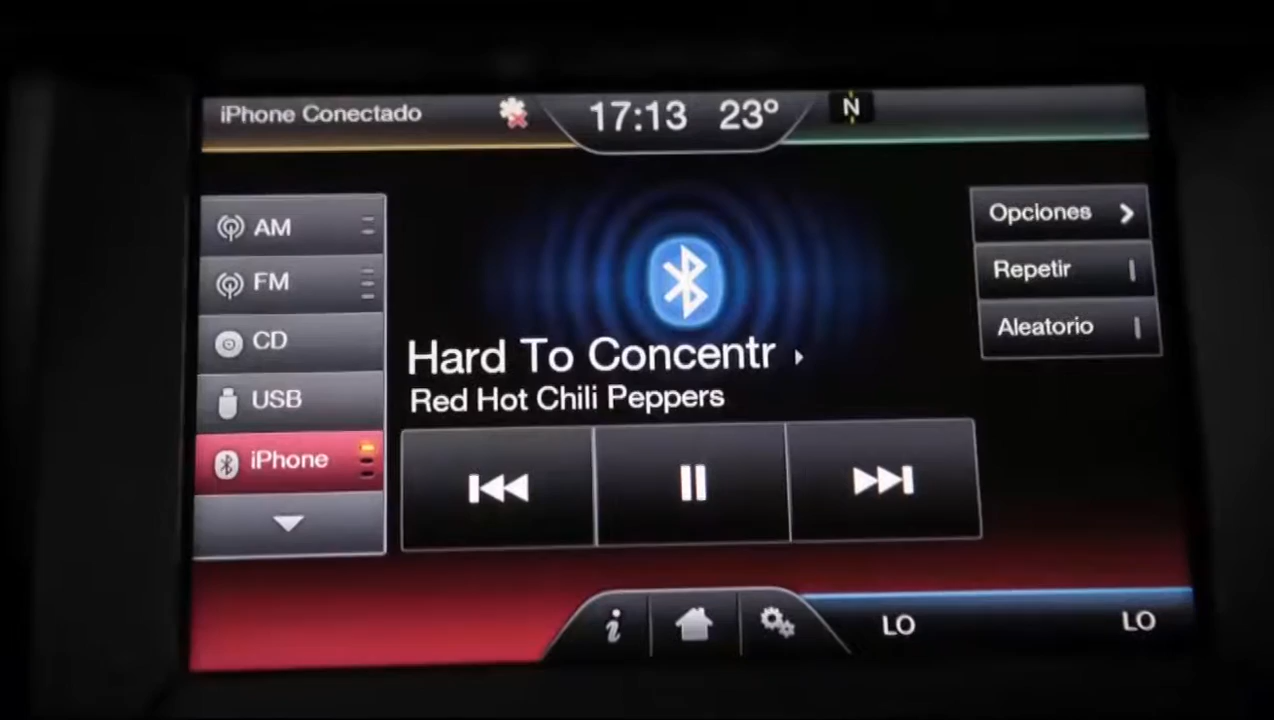 iPhone Conectado
17:13 23°
N
AM
FM
CD
USB
iPhone
Hard To Concentr
Red Hot Chili Peppers
Opciones
Repetir
Aleatorio
i
LO
LO